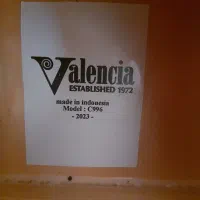 Valencia
ESTABLISHED 1972
made in indonesia
Model : C996
- 2023 -